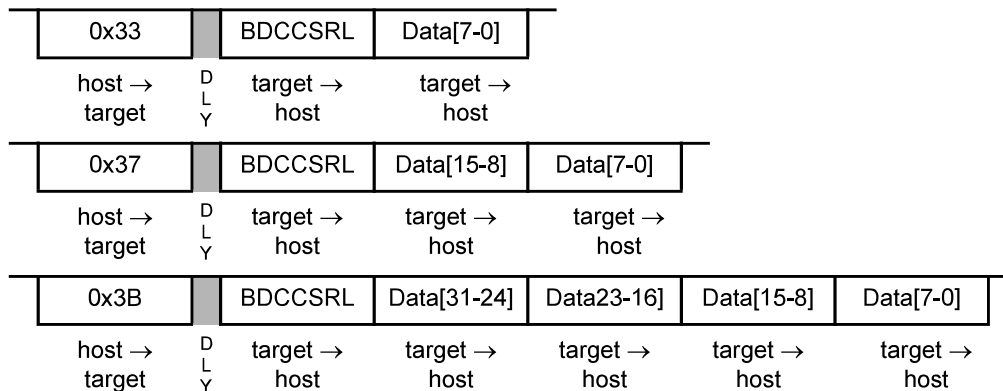 0x33 BDCCSRL Data[7-0]
host → D target → target →
target L host host
Y
0x37 BDCCSRL Data[15-8] Data[7-0]
host → D target → target → target →
target L host host host
Y
0x3B BDCCSRL Data[31-24] Data23-16] Data[15-8] Data[7-0]
host → D target → target → target → target → target →
target L host host host host host
Y